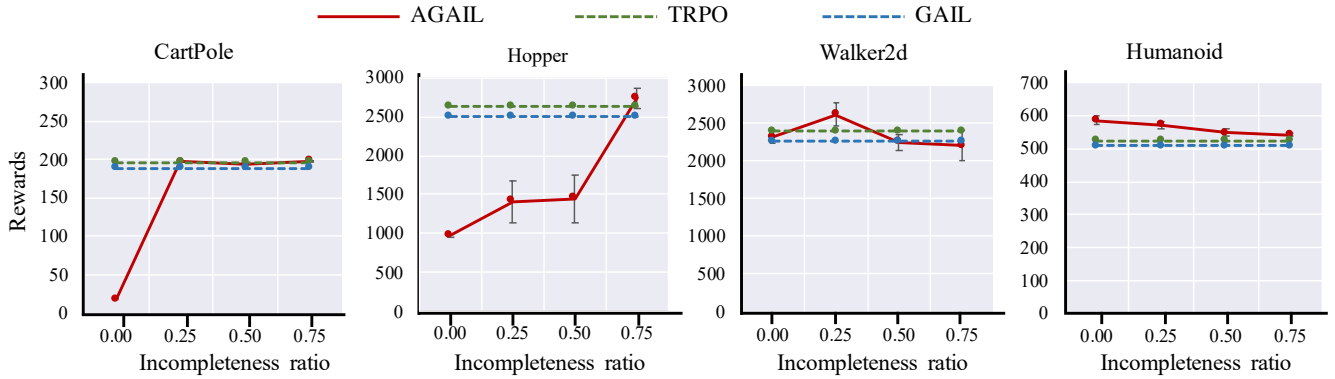 AGAIL TRPO GAIL
CartPole Hopper Walker2d Humanoid
Rewards
300
250
200
150
100
50
0
0.00 0.25 0.50 0.75
Incompleteness ratio
3000
2500
2000
1500
1000
500
0
0.00 0.25 0.50 0.75
Incompleteness ratio
3000
2500
2000
1500
1000
500
0
0.00 0.25 0.50 0.75
Incompleteness ratio
700
600
500
400
300
200
100
0
0.00 0.25 0.50 0.75
Incompleteness ratio